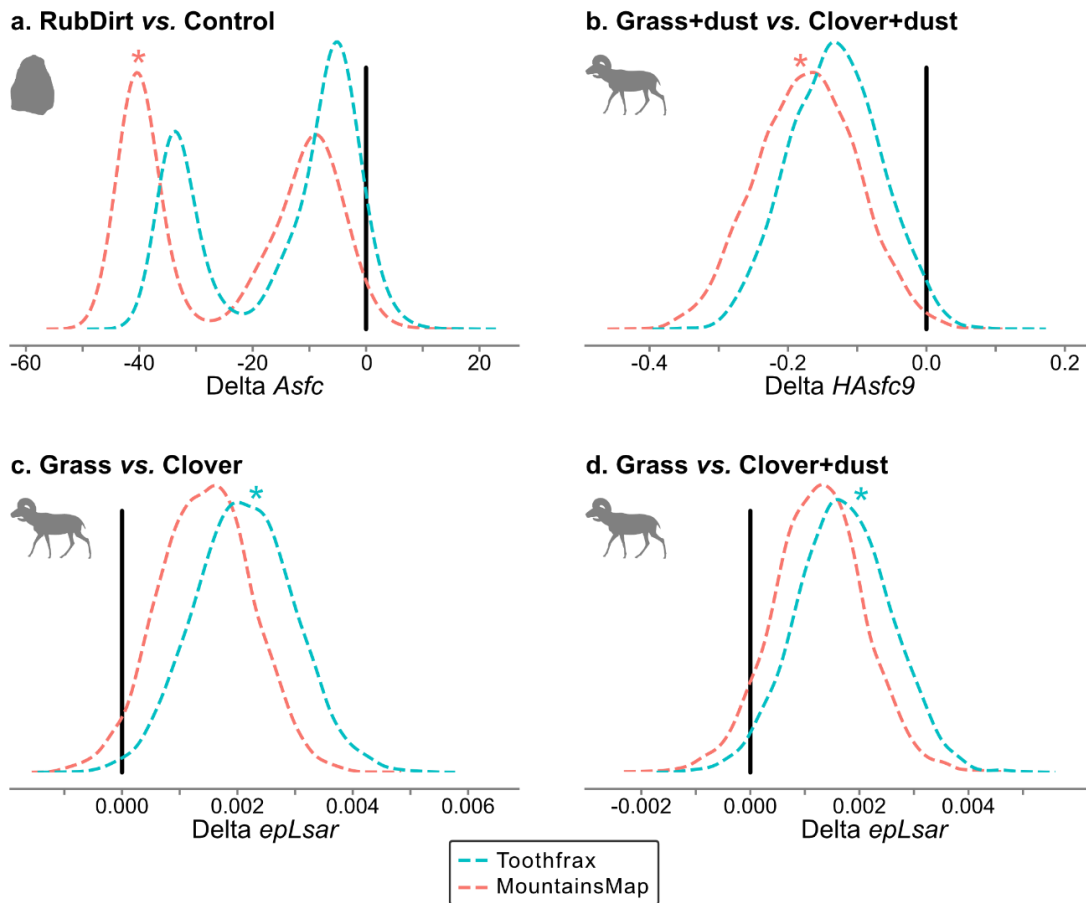 a. RubDirt vs. Control
b. Grass+dust vs. Clover+dust
*
*
-60 -40 -20 0 20
-0.4 -0.2 0.0 0.2
Delta Asfc
Delta HAsfc9
c. Grass vs. Clover
d. Grass vs. Clover+dust
*
*
0.000 0.002 0.004 0.006
-0.002 0.000 0.002 0.004
Delta epLsar
Delta epLsar
Toothfrax
MountainsMap